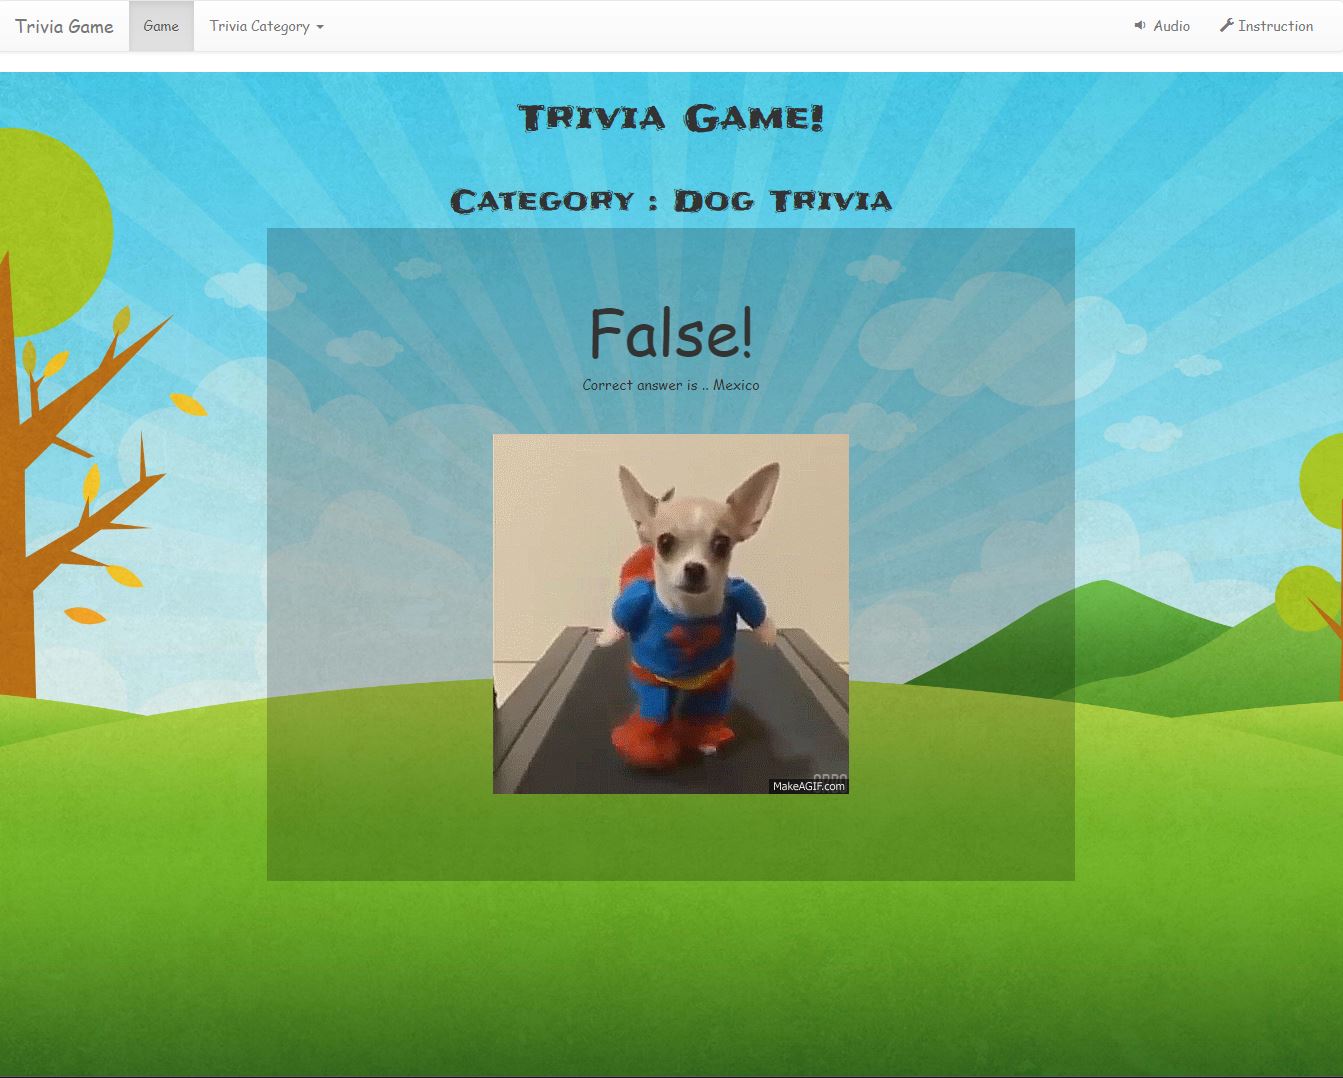 Trivia Game Game Trivia Category Audio Instruction
Trivia Game!
Category : Dog Trivia
False!
Correct answer is .. Mexico
MakeAGIF.com